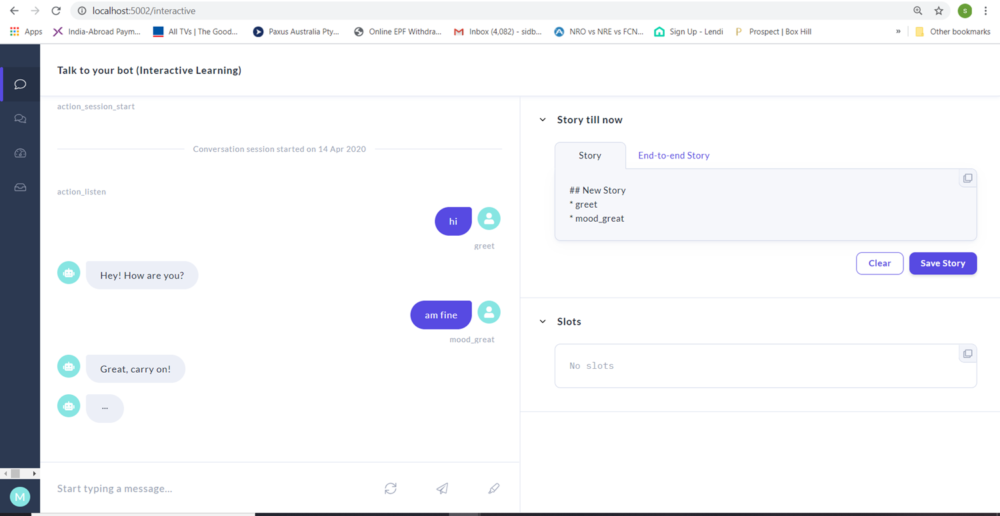 localhost:5002/interactive
s
Apps
India-Abroad Paym...
All TVs | The Good...
Paxus Australia Pty...
Online EPF Withdra...
Inbox (4,082) - sidb...
NRO vs NRE vs FCN...
Sign Up - Lendi
P
Prospect | Box Hill
»
Other bookmarks
Talk to your bot (Interactive Learning)
action_session_start
Conversation session started on 14 Apr 2020
action_listen
hi
greet
Hey! How are you?
am fine
mood_great
Great, carry on!
...
Start typing a message...
M
Story till now
Story
End-to-end Story
## New Story
* greet
* mood_great
Clear
Save Story
Slots
No slots